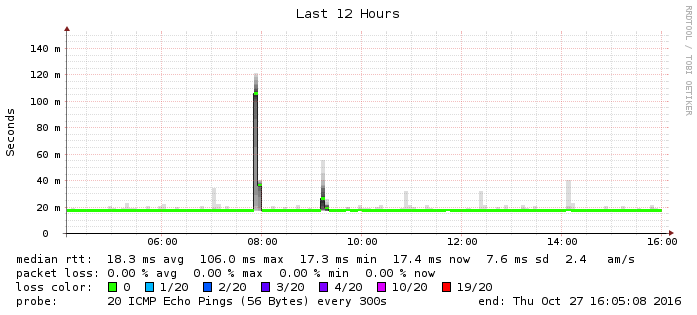 Last 12 Hours
RRDTOOL / TOBI OETIKER
Seconds
140 m
120 m
100 m
80 m
60 m
40 m
20 m
0
06:00 08:00 10:00 12:00 14:00 16:00
median rtt: 18.3 ms avg 106.0 ms max 17.3 ms min 17.4 ms now 7.6 ms sd 2.4 am/s
packet loss: 0.00 % avg 0.00 % max 0.00 % min 0.00 % now
loss color: 0 1/20 2/20 3/20 4/20 10/20 19/20
probe: 20 ICMP Echo Pings (56 Bytes) every 300s end: Thu Oct 27 16:05:08 2016